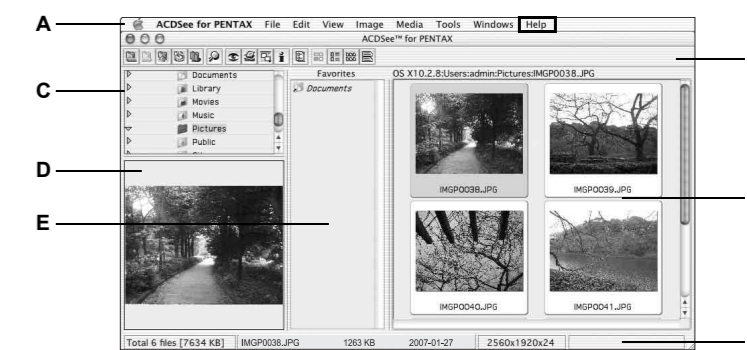 A ACDSee for PENTAX File Edit View Image Media Tools Windows Help
ACDSee™ for PENTAX
Favorites OS X10.2.8:Users:admin:Pictures:IMGP0038.JPG
Documents
Documents
C Library
Movies
Music
Pictures
Public
D
E
IMGP0038.JPG IMGP0039.JPG
IMGP0040.JPG IMGP0041.JPG
Total 6 files [7634 KB] IMGP0038.JPG 1263 KB 2007-01-27 2560x1920x24